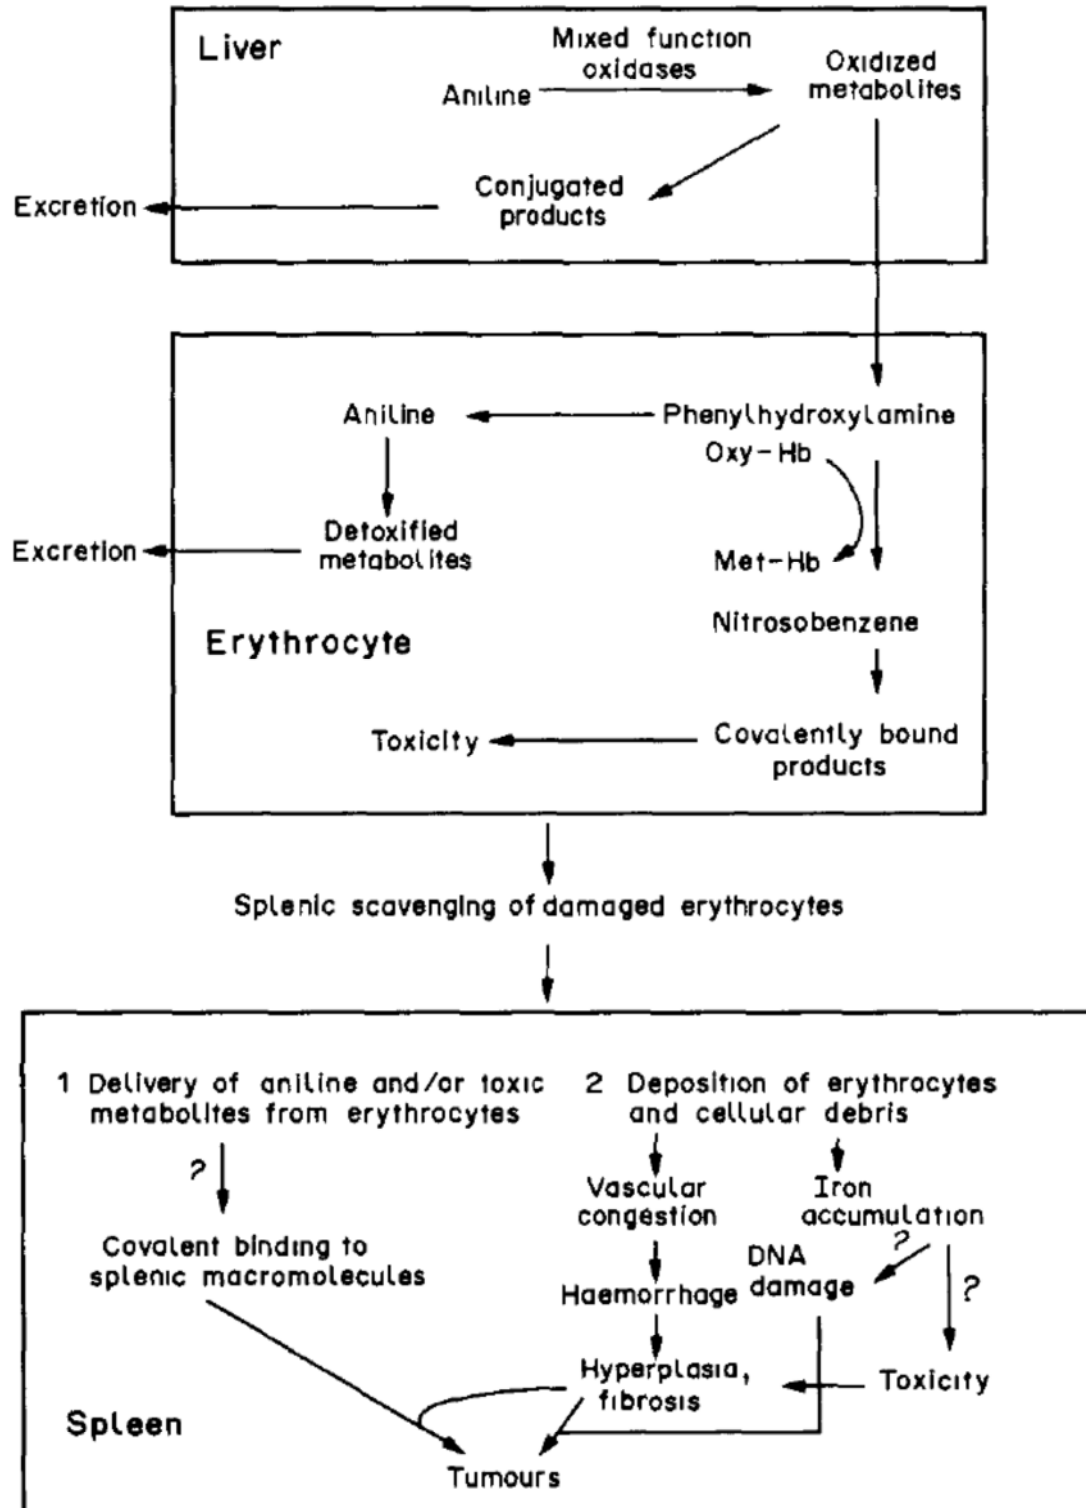 Liver
Mixed function
oxidases
Aniline
Oxidized
metabolites
Conjugated
products
Excretion
Aniline
Phenylhydroxylamine
Oxy-Hb
Detoxified
metabolites
Excretion
Met-Hb
Nitrosobenzene
Erythrocyte
Toxicity
Covalently bound
products
Splenic scavenging of damaged erythrocytes
1 Delivery of aniline and/or toxic
metabolites from erythrocytes
2 Deposition of erythrocytes
and cellular debris
?
Vascular
congestion
Iron
accumulation
Covalent binding to
splenic macromolecules
?
DNA
damage
?
Haemorrhage
Hyperplasia,
fibrosis
Toxicity
Spleen
Tumours